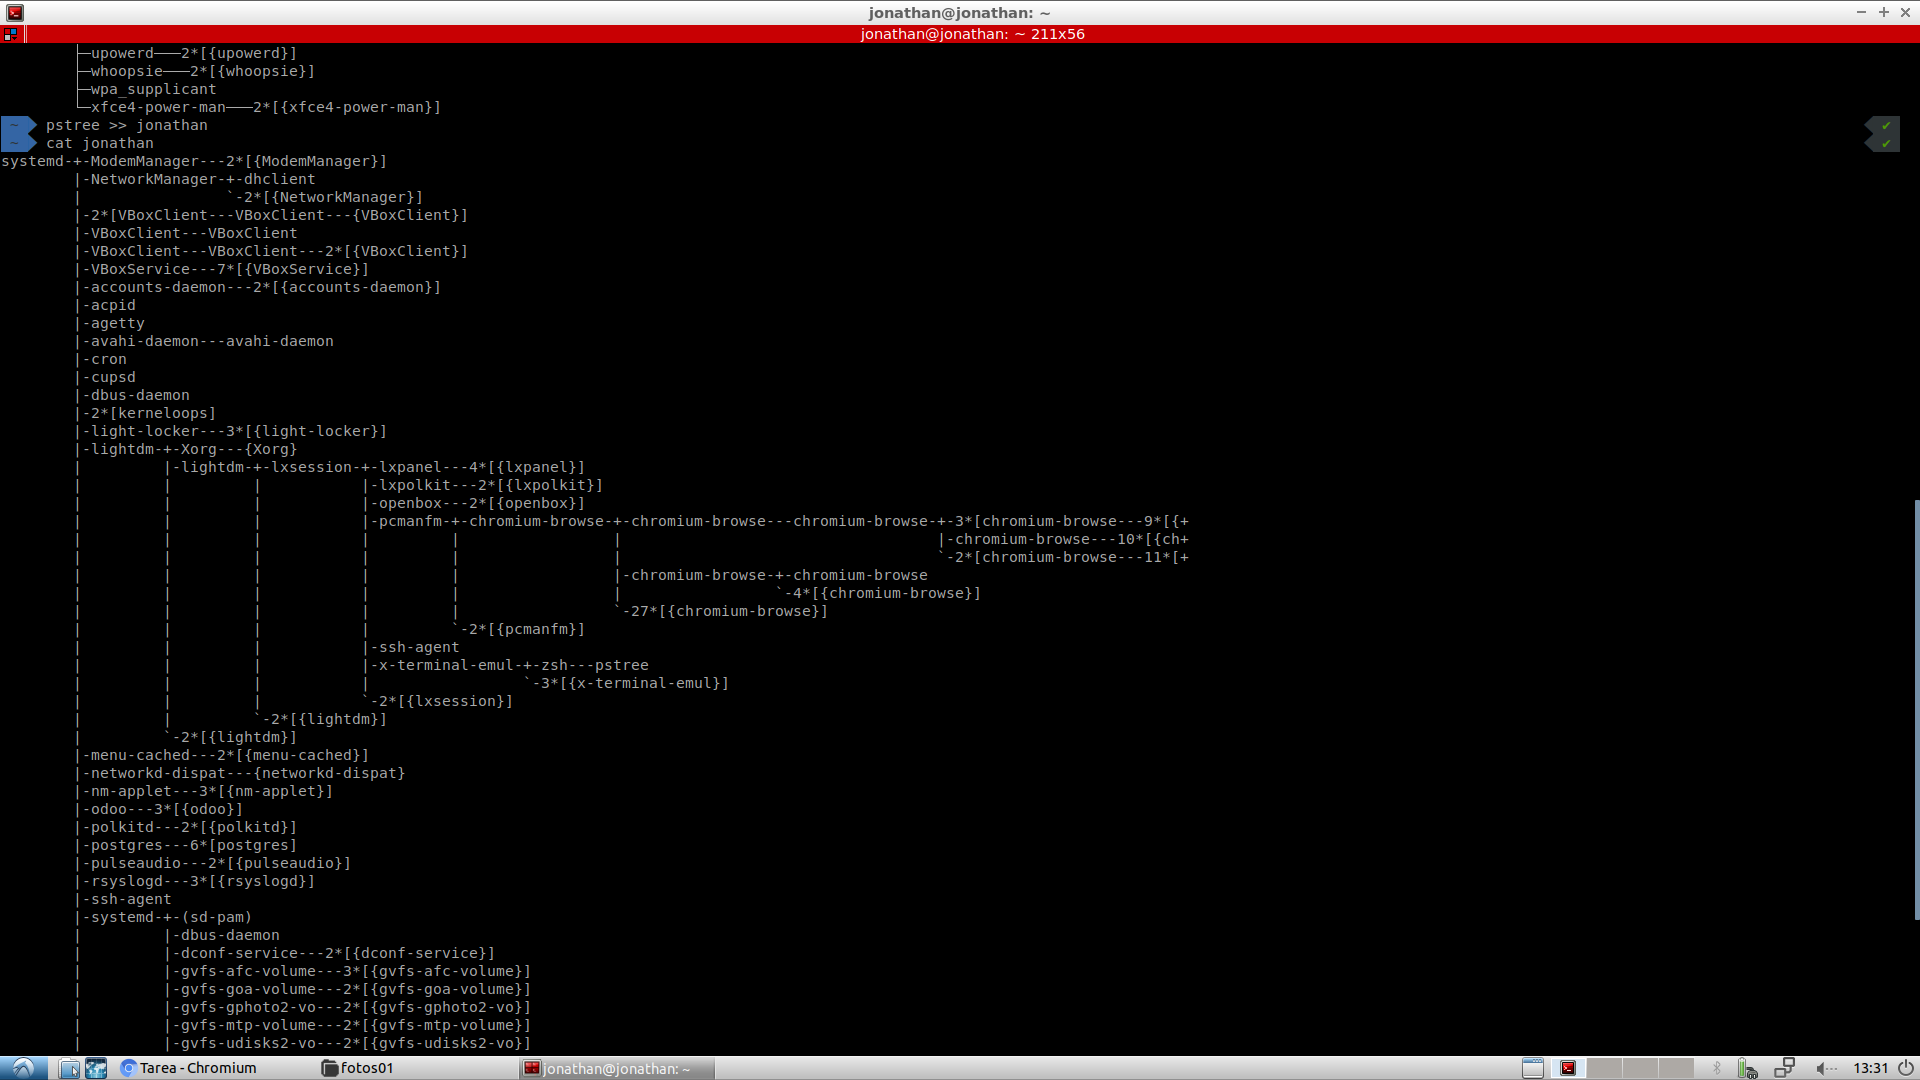 jonathan@jonathan: ~
jonathan@jonathan: ~ 211x56
        ├─upowerd───2*[{upowerd}]
        ├─whoopsie───2*[{whoopsie}]
        ├─wpa_supplicant
        └─xfce4-power-man───2*[{xfce4-power-man}]
~ pstree >> jonathan ✔
~ cat jonathan ✔
systemd-+-ModemManager---2*[{ModemManager}]
        |-NetworkManager-+-dhclient
        |                `-2*[{NetworkManager}]
        |-2*[VBoxClient---VBoxClient---{VBoxClient}]
        |-VBoxClient---VBoxClient
        |-VBoxClient---VBoxClient---2*[{VBoxClient}]
        |-VBoxService---7*[{VBoxService}]
        |-accounts-daemon---2*[{accounts-daemon}]
        |-acpid
        |-agetty
        |-avahi-daemon---avahi-daemon
        |-cron
        |-cupsd
        |-dbus-daemon
        |-2*[kerneloops]
        |-light-locker---3*[{light-locker}]
        |-lightdm-+-Xorg---{Xorg}
        |         |-lightdm-+-lxsession-+-lxpanel---4*[{lxpanel}]
        |         |         |           |-lxpolkit---2*[{lxpolkit}]
        |         |         |           |-openbox---2*[{openbox}]
        |         |         |           |-pcmanfm-+-chromium-browse-+-chromium-browse---chromium-browse-+-3*[chromium-browse---9*[{+
        |         |         |           |         |                 |                                   |-chromium-browse---10*[{ch+
        |         |         |           |         |                 |                                   `-2*[chromium-browse---11*[+
        |         |         |           |         |                 |-chromium-browse-+-chromium-browse
        |         |         |           |         |                 |                 `-4*[{chromium-browse}]
        |         |         |           |         |                 `-27*[{chromium-browse}]
        |         |         |           |         `-2*[{pcmanfm}]
        |         |         |           |-ssh-agent
        |         |         |           |-x-terminal-emul-+-zsh---pstree
        |         |         |           |                 `-3*[{x-terminal-emul}]
        |         |         |           `-2*[{lxsession}]
        |         |         `-2*[{lightdm}]
        |         `-2*[{lightdm}]
        |-menu-cached---2*[{menu-cached}]
        |-networkd-dispat---{networkd-dispat}
        |-nm-applet---3*[{nm-applet}]
        |-odoo---3*[{odoo}]
        |-polkitd---2*[{polkitd}]
        |-postgres---6*[postgres]
        |-pulseaudio---2*[{pulseaudio}]
        |-rsyslogd---3*[{rsyslogd}]
        |-ssh-agent
        |-systemd-+-(sd-pam)
        |         |-dbus-daemon
        |         |-dconf-service---2*[{dconf-service}]
        |         |-gvfs-afc-volume---3*[{gvfs-afc-volume}]
        |         |-gvfs-goa-volume---2*[{gvfs-goa-volume}]
        |         |-gvfs-gphoto2-vo---2*[{gvfs-gphoto2-vo}]
        |         |-gvfs-mtp-volume---2*[{gvfs-mtp-volume}]
        |         |-gvfs-udisks2-vo---2*[{gvfs-udisks2-vo}]
Tarea - Chromium fotos01 jonathan@jonathan: ~ 13:31